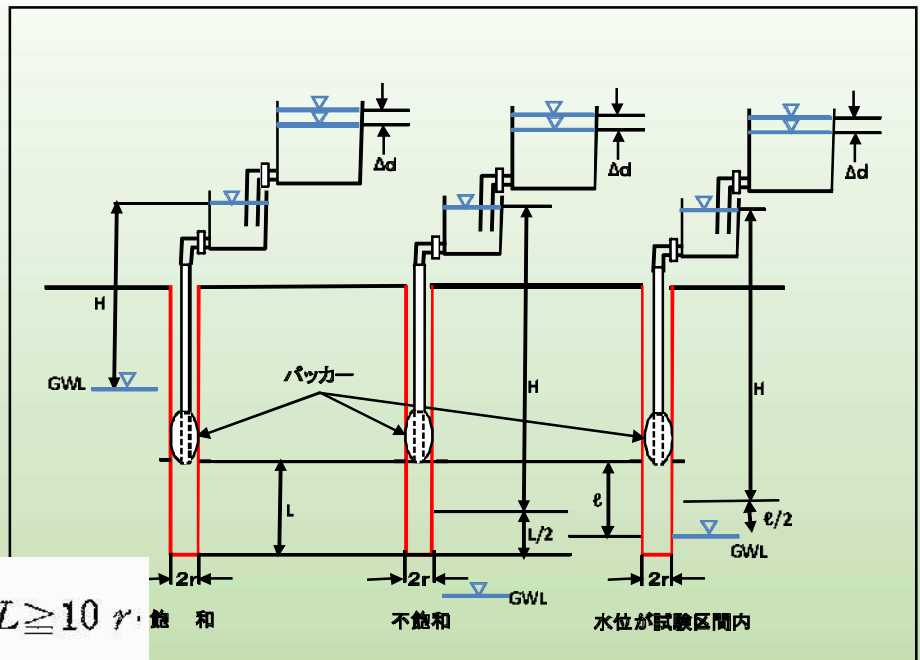 Δd
Δd
Δd
H
GWL
パッカー
H
H
L
L/2
ℓ
ℓ/2
GWL
2r
2r
2r
GWL
L≧10 r・
飽 和
不飽和
水位が試験区間内